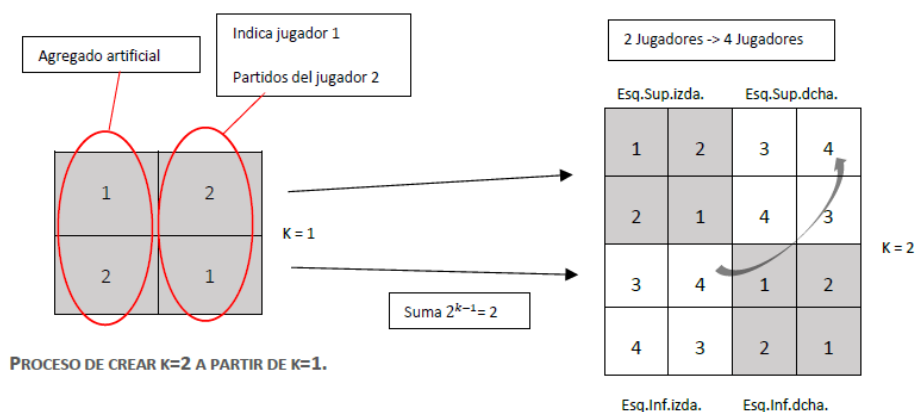 Agregado artificial
Indica jugador 1
Partidos del jugador 2
1 2
2 1
K = 1
Suma 2^{k-1}= 2
PROCESO DE CREAR K=2 A PARTIR DE K=1.
2 Jugadores -> 4 Jugadores
Esq.Sup.izda. Esq.Sup.dcha.
1 2 3 4
2 1 4 3
3 4 1 2
4 3 2 1
K = 2
Esq.Inf.izda. Esq.Inf.dcha.